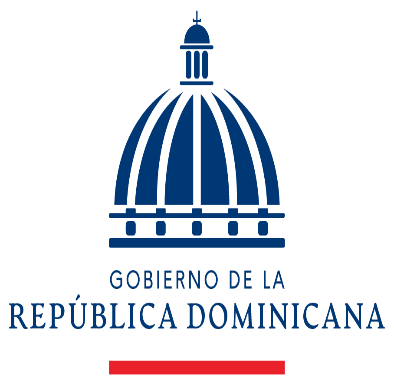 GOBIERNO DE LA
REPÚBLICA DOMINICANA